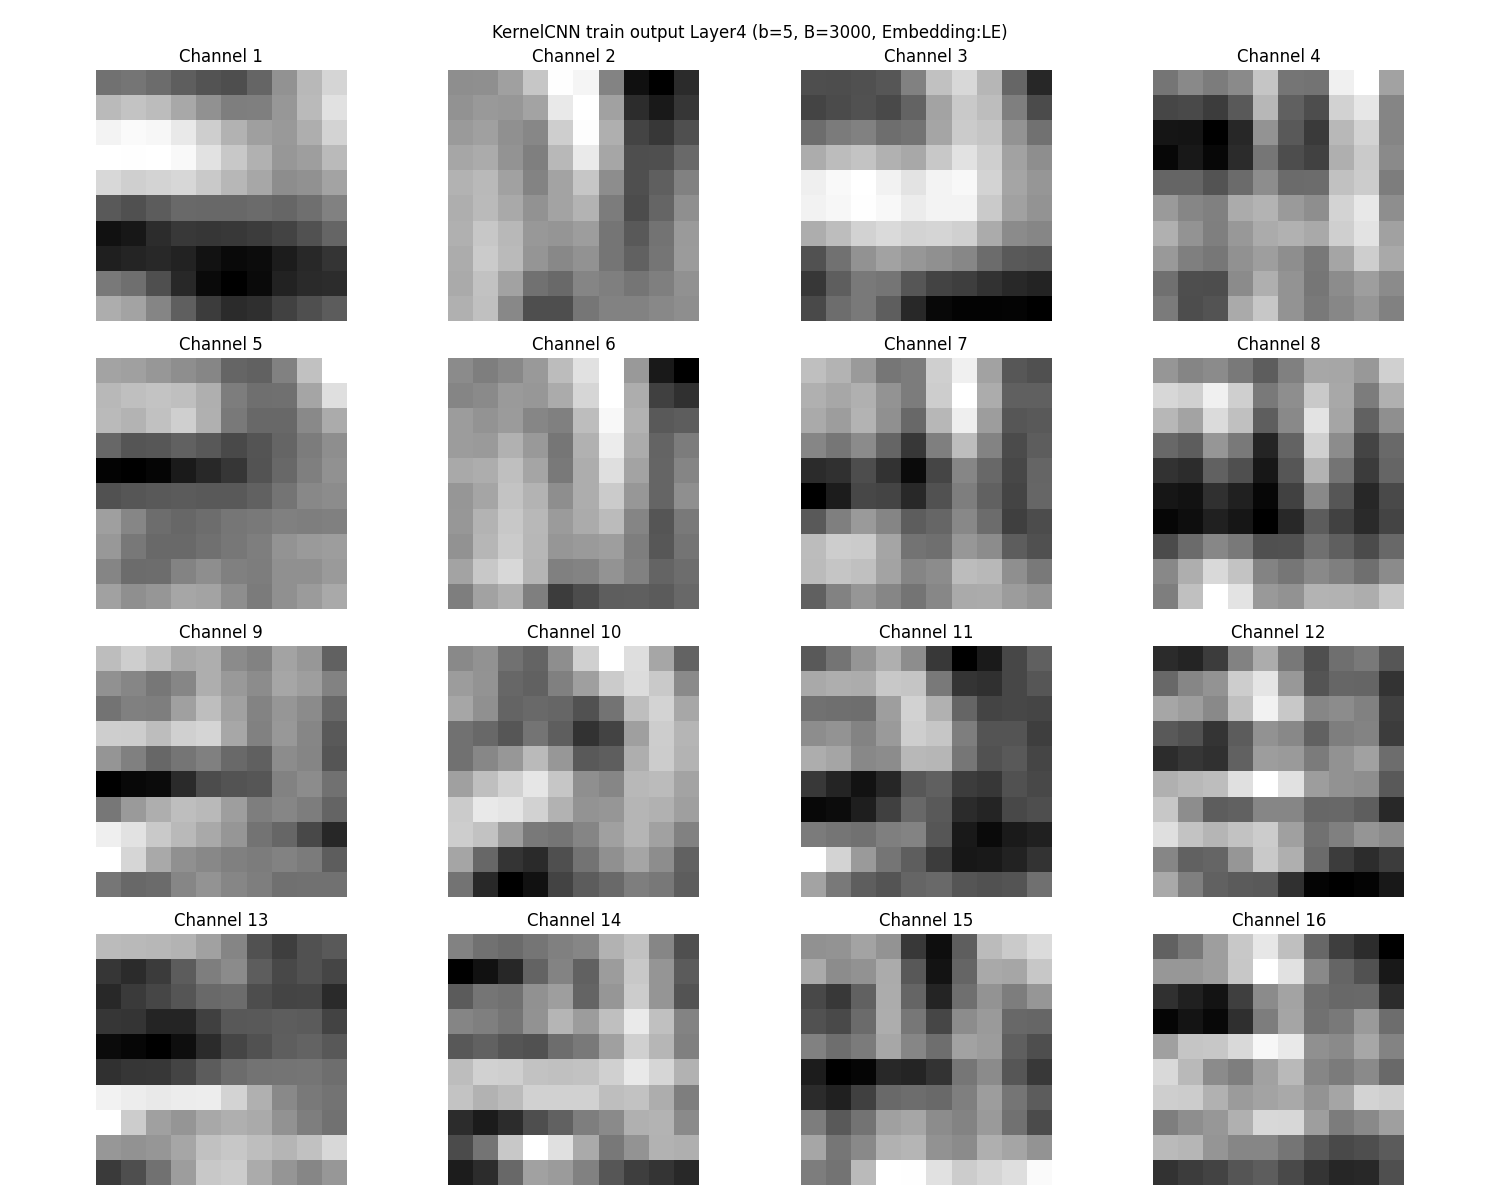 KernelCNN train output Layer4 (b=5, B=3000, Embedding:LE)
Channel 1
Channel 2
Channel 3
Channel 4
Channel 5
Channel 6
Channel 7
Channel 8
Channel 9
Channel 10
Channel 11
Channel 12
Channel 13
Channel 14
Channel 15
Channel 16